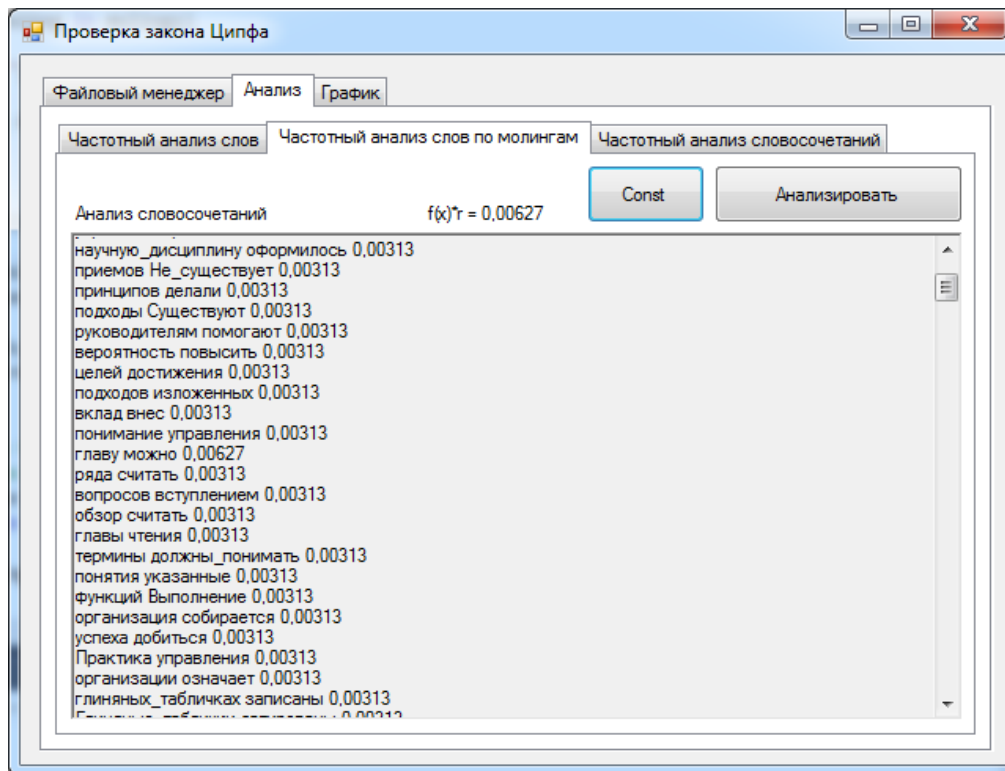 Проверка закона Ципфа
Файловый менеджер Анализ График
Частотный анализ слов Частотный анализ слов по молингам Частотный анализ словосочетаний
Const Анализировать
Анализ словосочетаний f(x)*r = 0,00627
научную_дисциплину оформилось 0,00313
приемов Не_существует 0,00313
принципов делали 0,00313
подходы Существуют 0,00313
руководителям помогают 0,00313
вероятность повысить 0,00313
целей достижения 0,00313
подходов изложенных 0,00313
вклад внес 0,00313
понимание управления 0,00313
главу можно 0,00627
ряда считать 0,00313
вопросов вступлением 0,00313
обзор считать 0,00313
главы чтения 0,00313
термины должны_понимать 0,00313
понятия указанные 0,00313
функций Выполнение 0,00313
организация собирается 0,00313
успеха добиться 0,00313
Практика управления 0,00313
организации означает 0,00313
глиняных_табличках записаны 0,00313